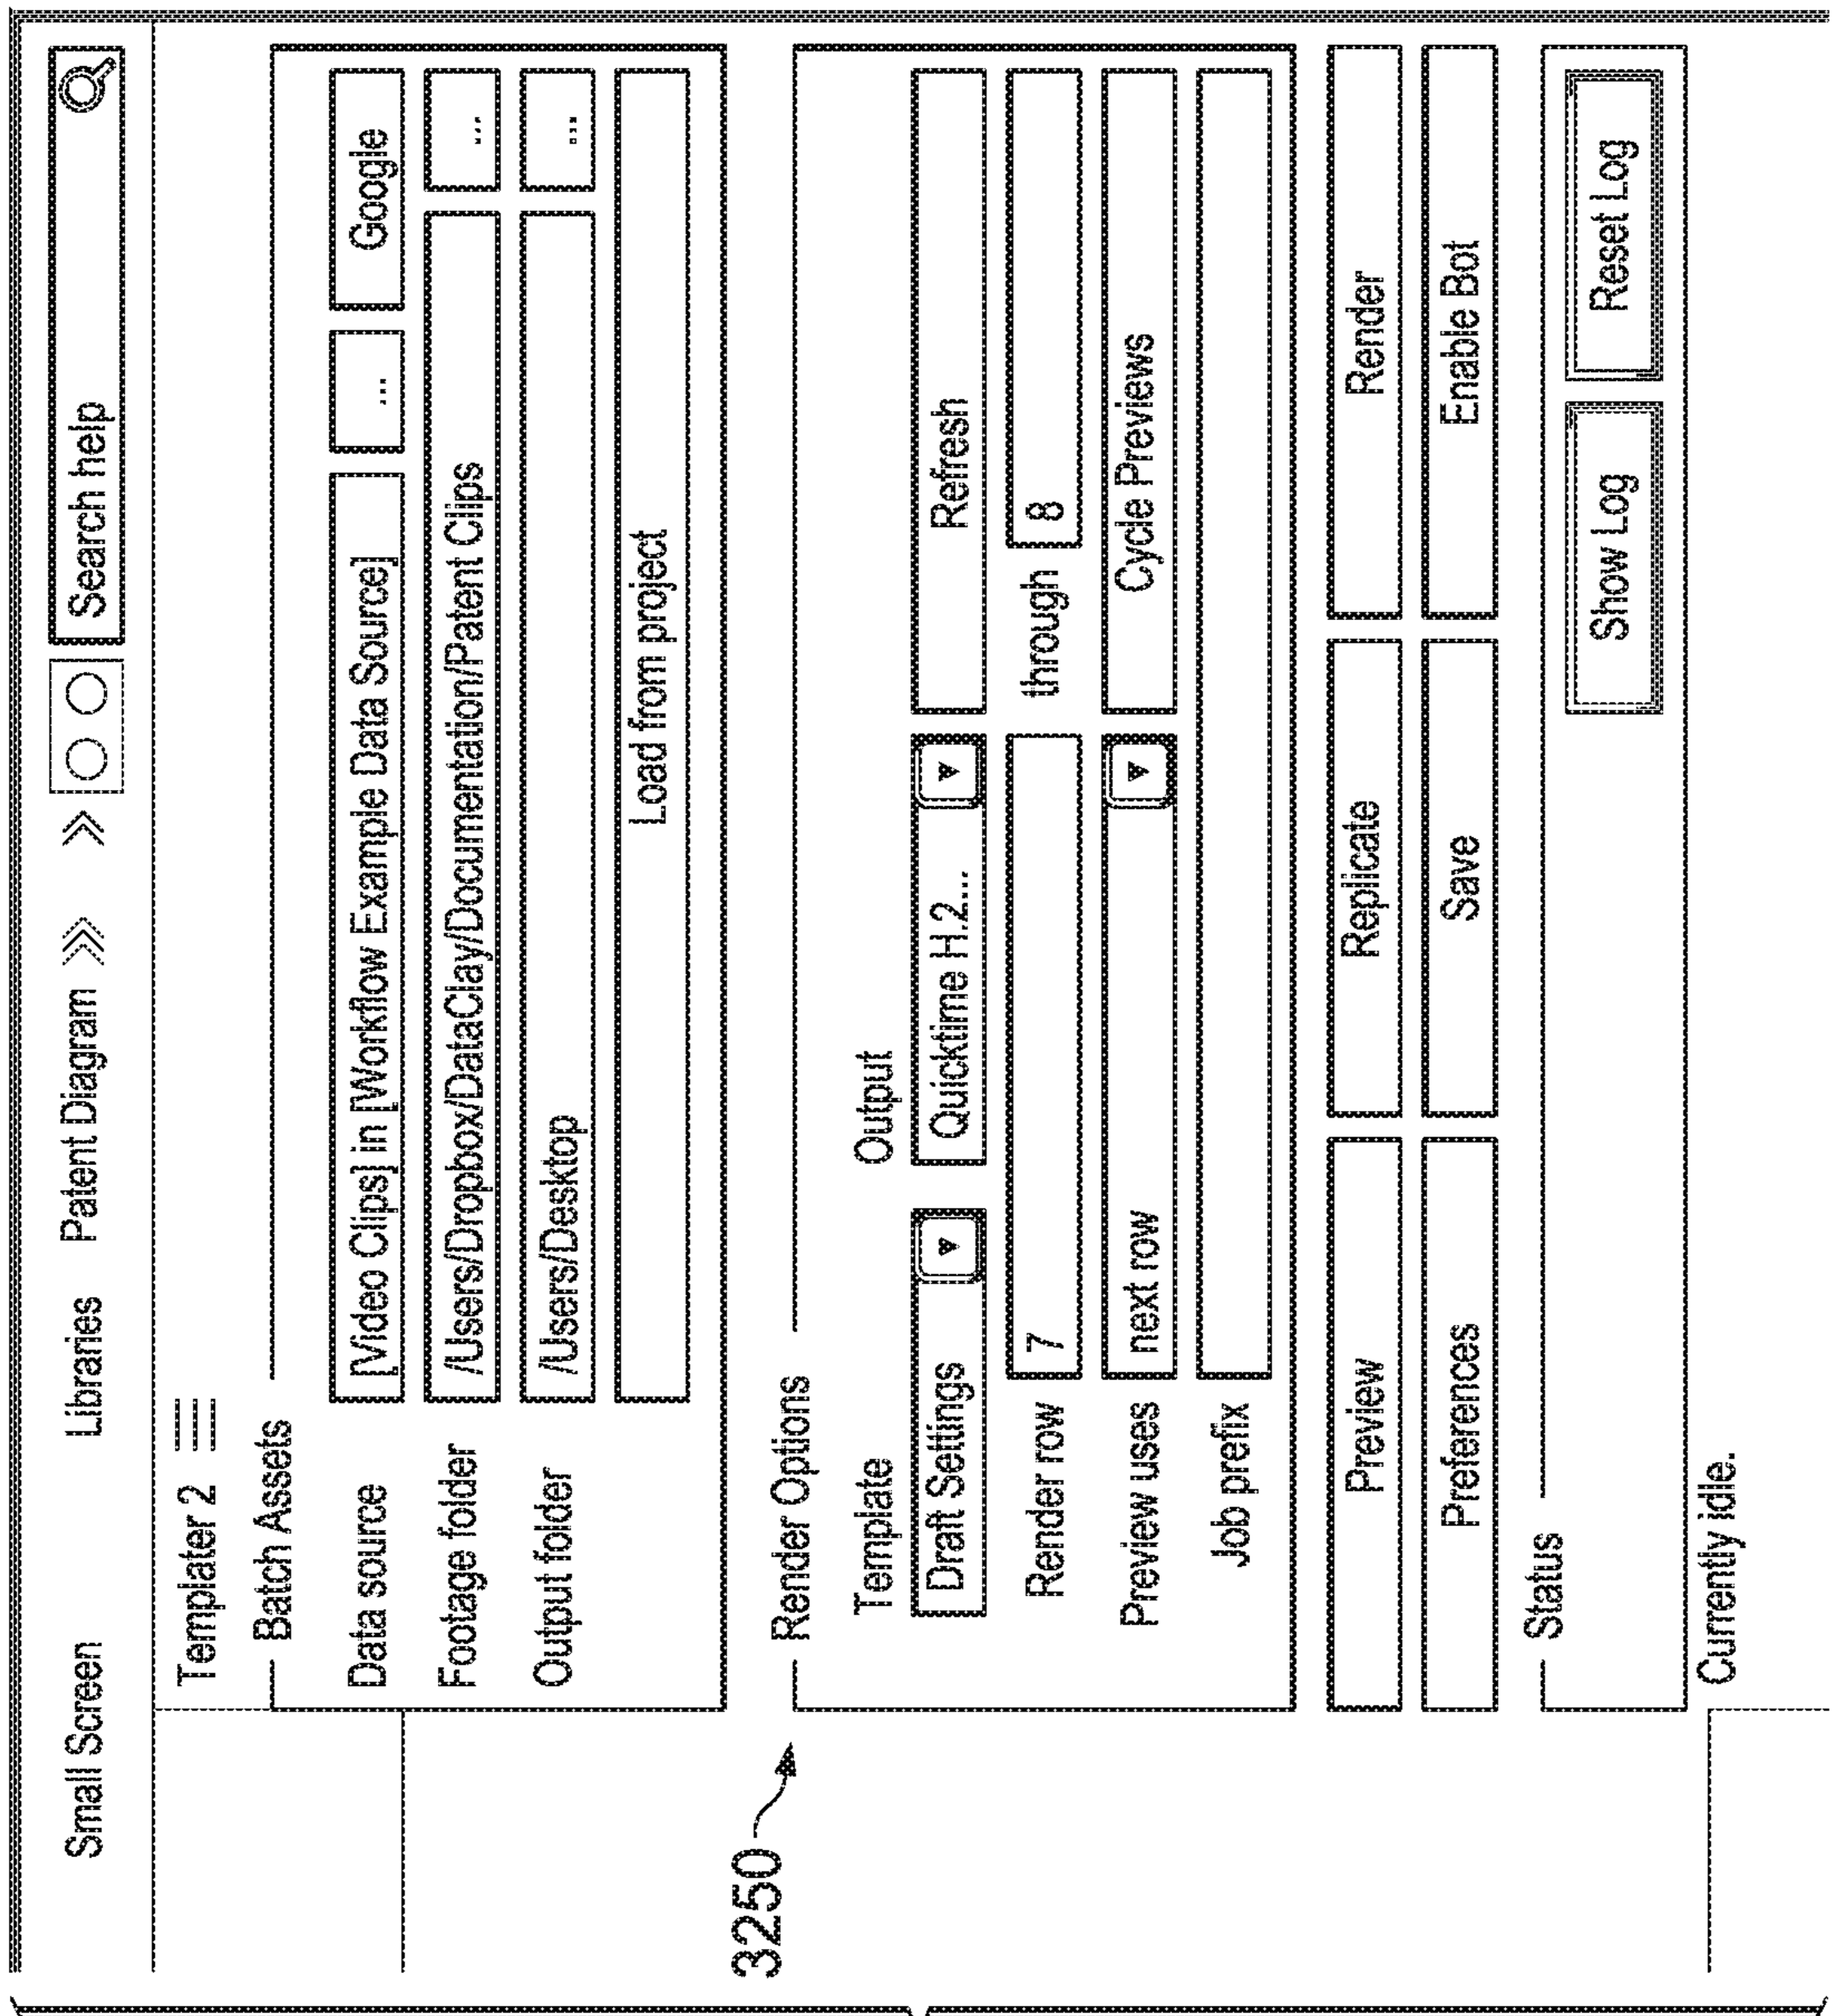 Small Screen Libraries Patent Diagram >> > Search help
Templater 2
Batch Assets
Data source [Video Clips] in [Workflow Example Data Source] ... Google
Footage folder /Users/Dropbox/DataClay/Documentation/Patent Clips ...
Output folder /Users/Desktop ...
Load from project
3250
Render Options
Template Output
Draft Settings Quicktime H.2... Refresh
Render row 7 through 8
Preview uses next row Cycle Previews
Job prefix
Preview Replicate Render
Preferences Save Enable Bot
Status
Show Log Reset Log
Currently idle.